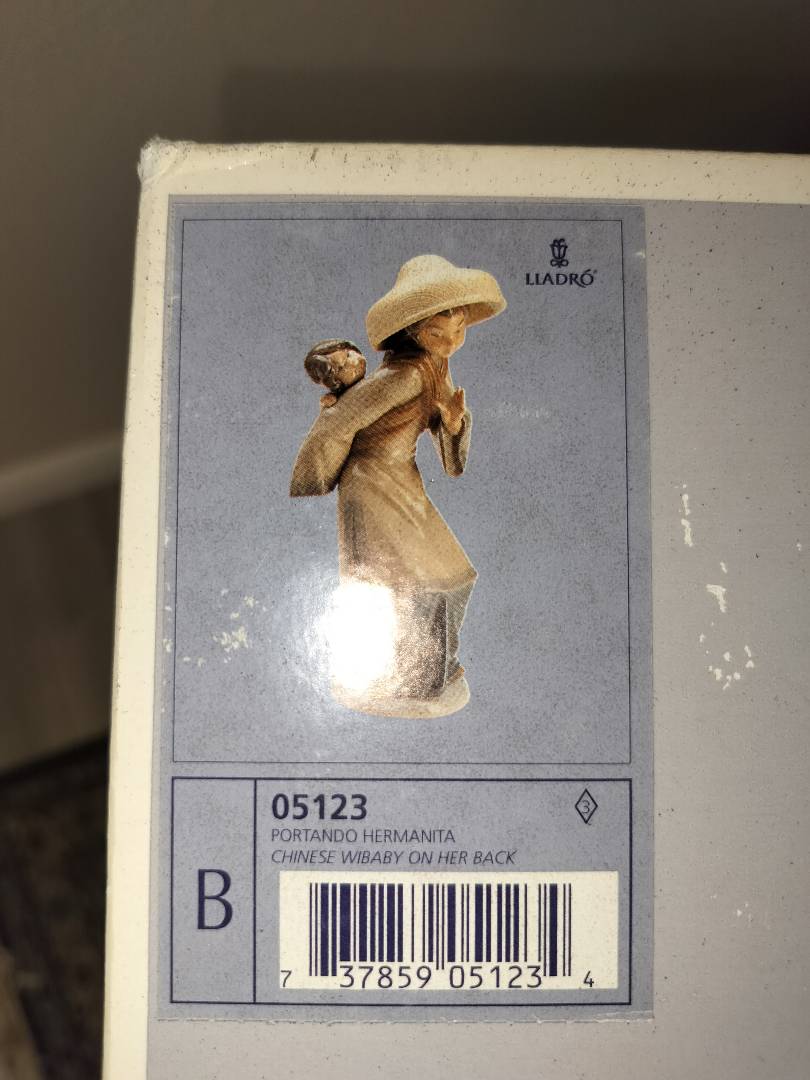 LLADRÓ®
05123
3
PORTANDO HERMANITA
CHINESE WIBABY ON HER BACK
B
7 37859 05123 4